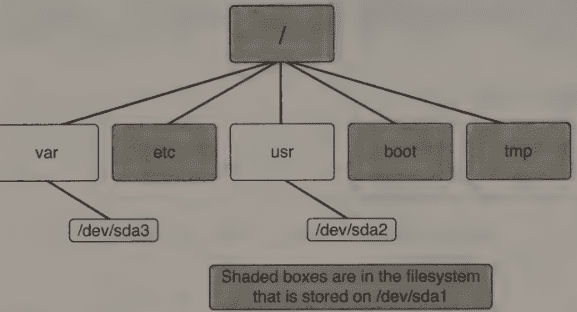 /
var
etc
usr
boot
tmp
/dev/sda3
/dev/sda2
Shaded boxes are in the filesystem
that is stored on /dev/sda1